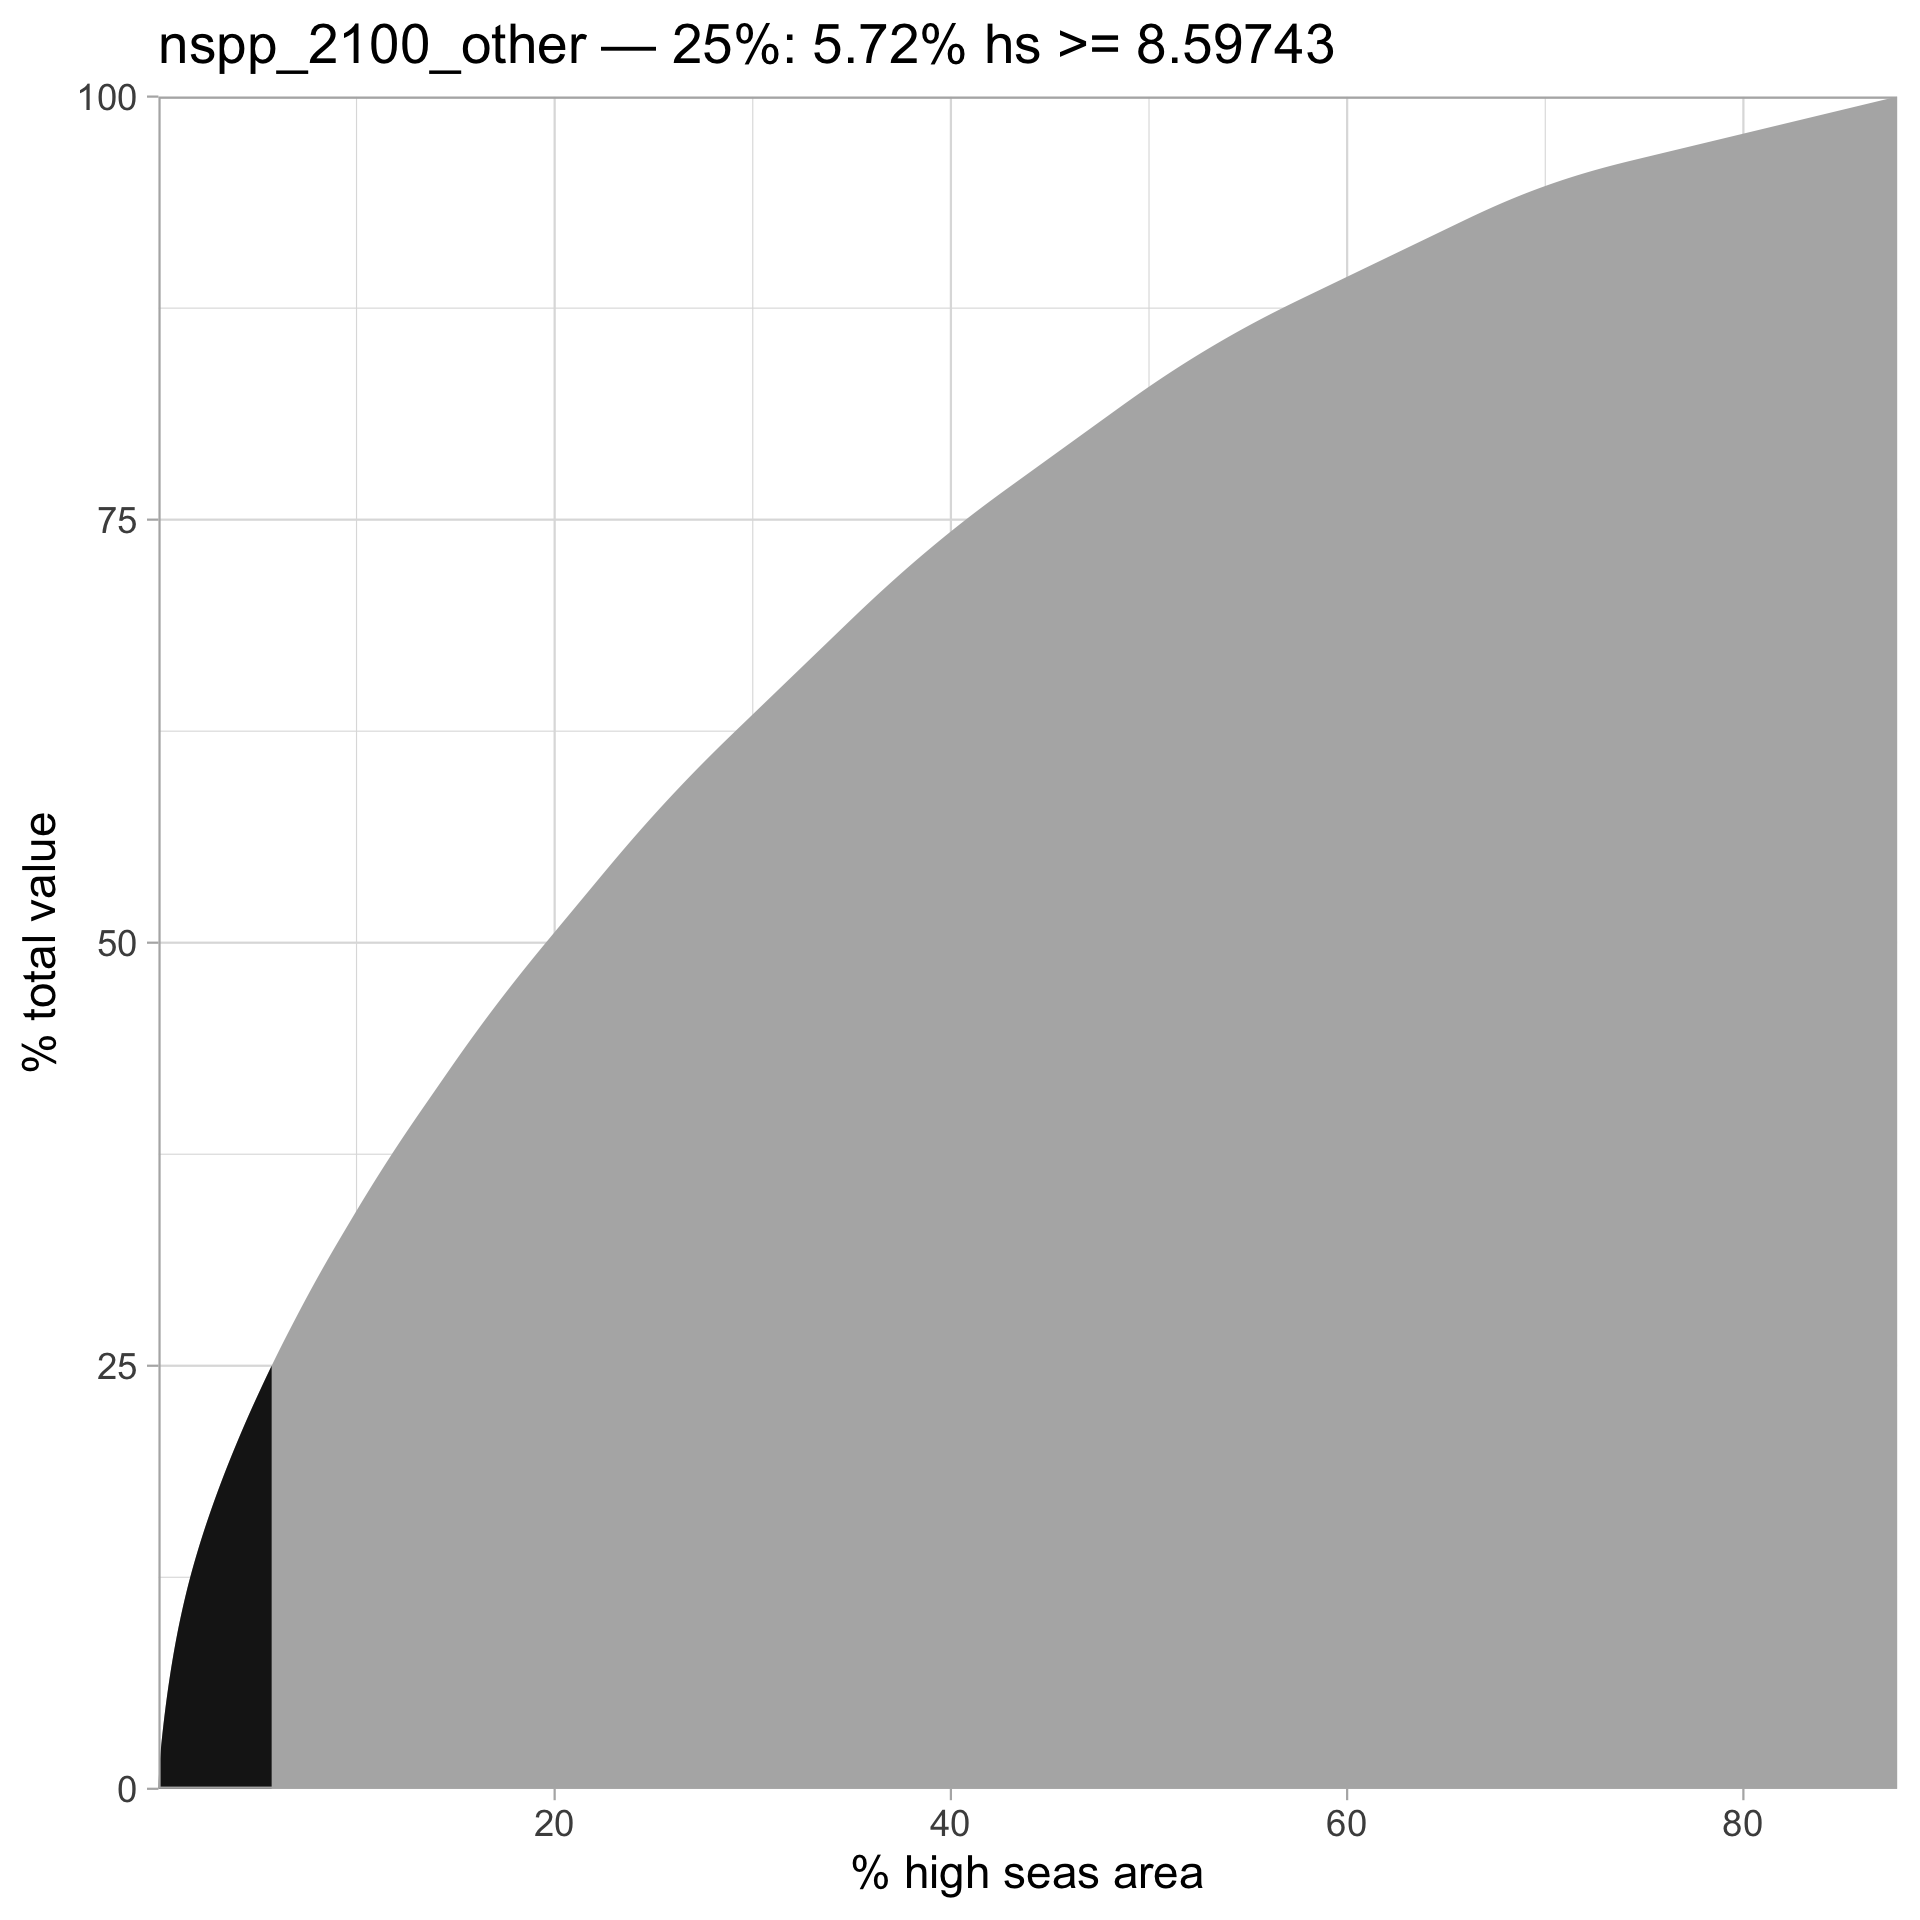 nspp_2100_other — 25%: 5.72% hs >= 8.59743
100
75
50
25
0
% total value
20 40 60 80
% high seas area